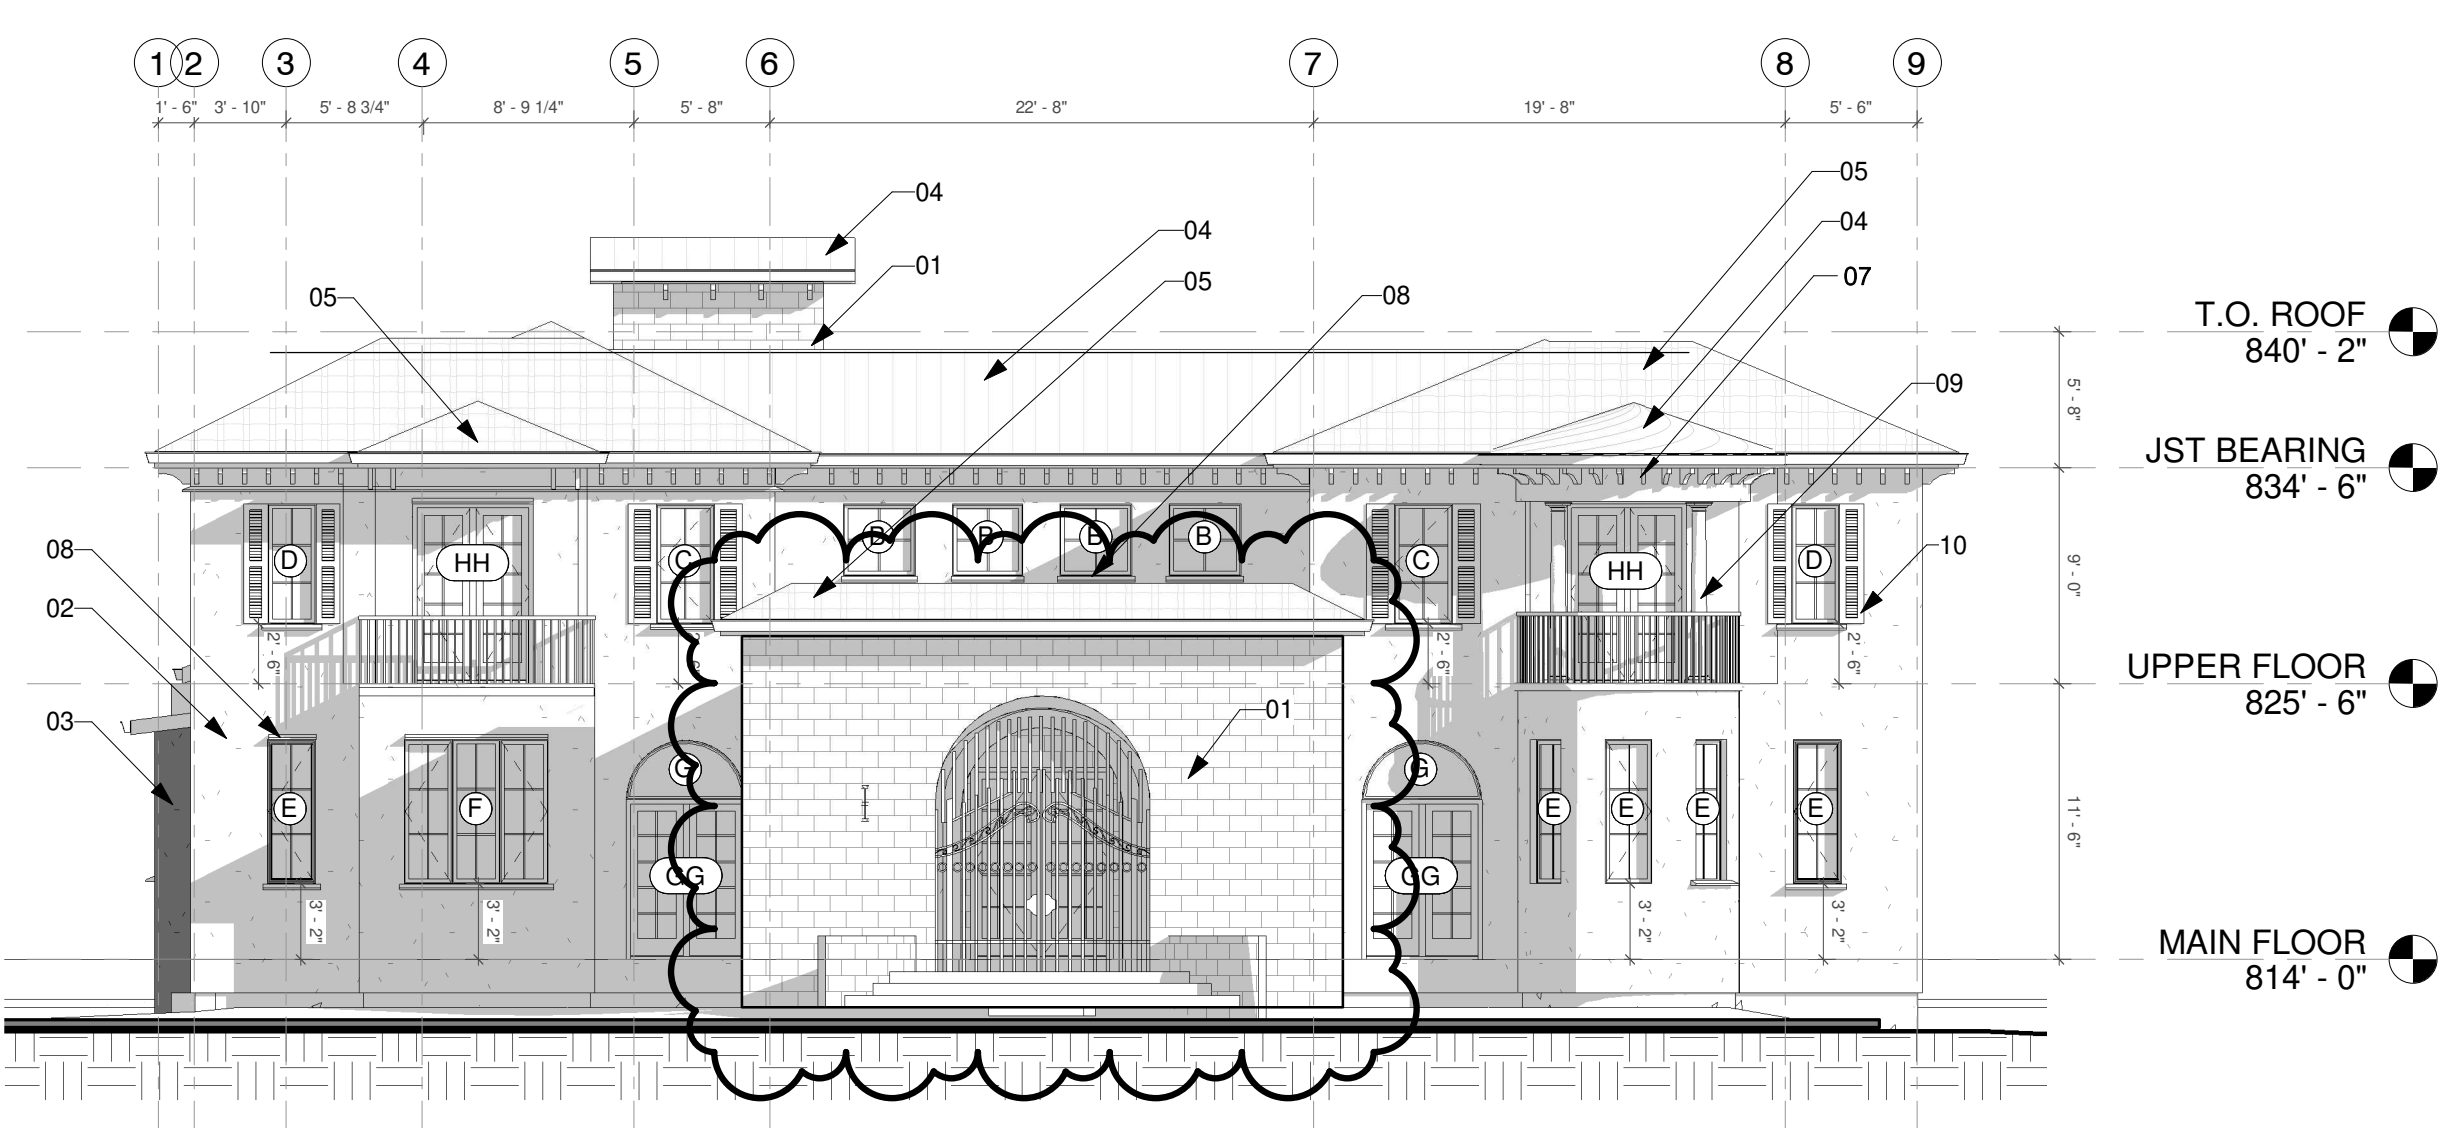 1 2 3 4 5 6 7 8 9
1' - 6" 3' - 10" 5' - 8 3/4" 8' - 9 1/4" 5' - 8" 22' - 8" 19' - 8" 5' - 6"
05
04
04
04
01
07
05
05
08
T.O. ROOF
840' - 2"
09
5' - 8"
JST BEARING
834' - 6"
B B B B
08
D HH C C HH D
10
9' - 0"
02
2' - 6" 2' - 6" 2' - 6"
UPPER FLOOR
825' - 6"
03
01
G G
E F E E E E
11' - 6"
GG GG
3' - 2" 3' - 2" 3' - 2" 3' - 2"
MAIN FLOOR
814' - 0"